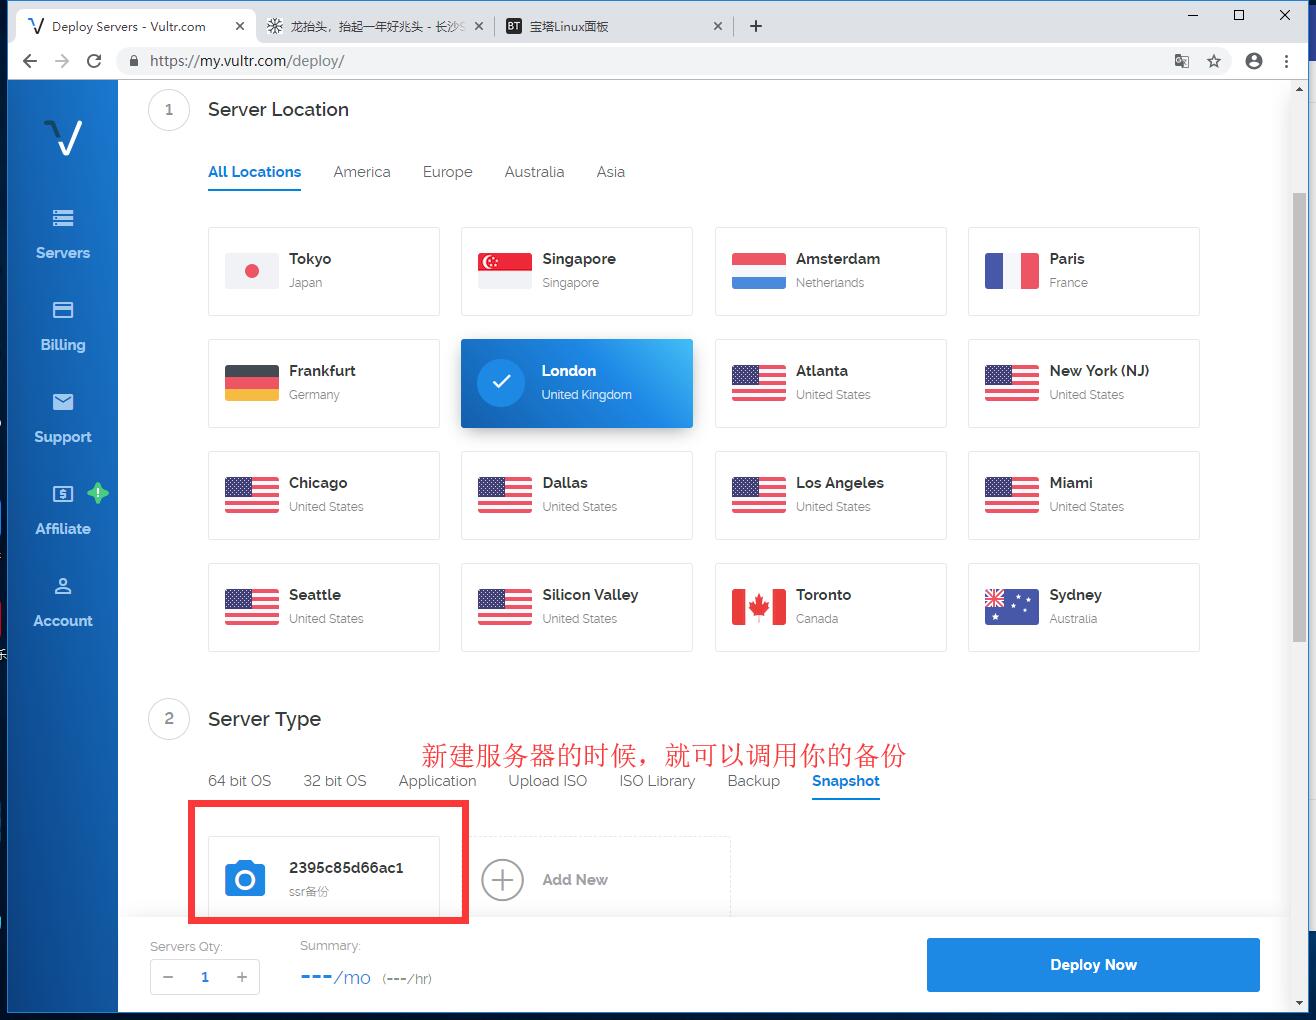 Deploy Servers - Vultr.com
龙抬头，抬起一年好兆头 - 长沙
宝塔Linux面板
BT
https://my.vultr.com/deploy/
Servers
Billing
Support
Affiliate
Account
1
Server Location
All Locations
America
Europe
Australia
Asia
Tokyo
Japan
Singapore
Singapore
Amsterdam
Netherlands
Paris
France
Frankfurt
Germany
London
United Kingdom
Atlanta
United States
New York (NJ)
United States
Chicago
United States
Dallas
United States
Los Angeles
United States
Miami
United States
Seattle
United States
Silicon Valley
United States
Toronto
Canada
Sydney
Australia
2
Server Type
新建服务器的时候，就可以调用你的备份
64 bit OS
32 bit OS
Application
Upload ISO
ISO Library
Backup
Snapshot
2395c85d66ac1
ssr备份
Add New
Servers Qty:
1
Summary:
---/mo (---/hr)
Deploy Now